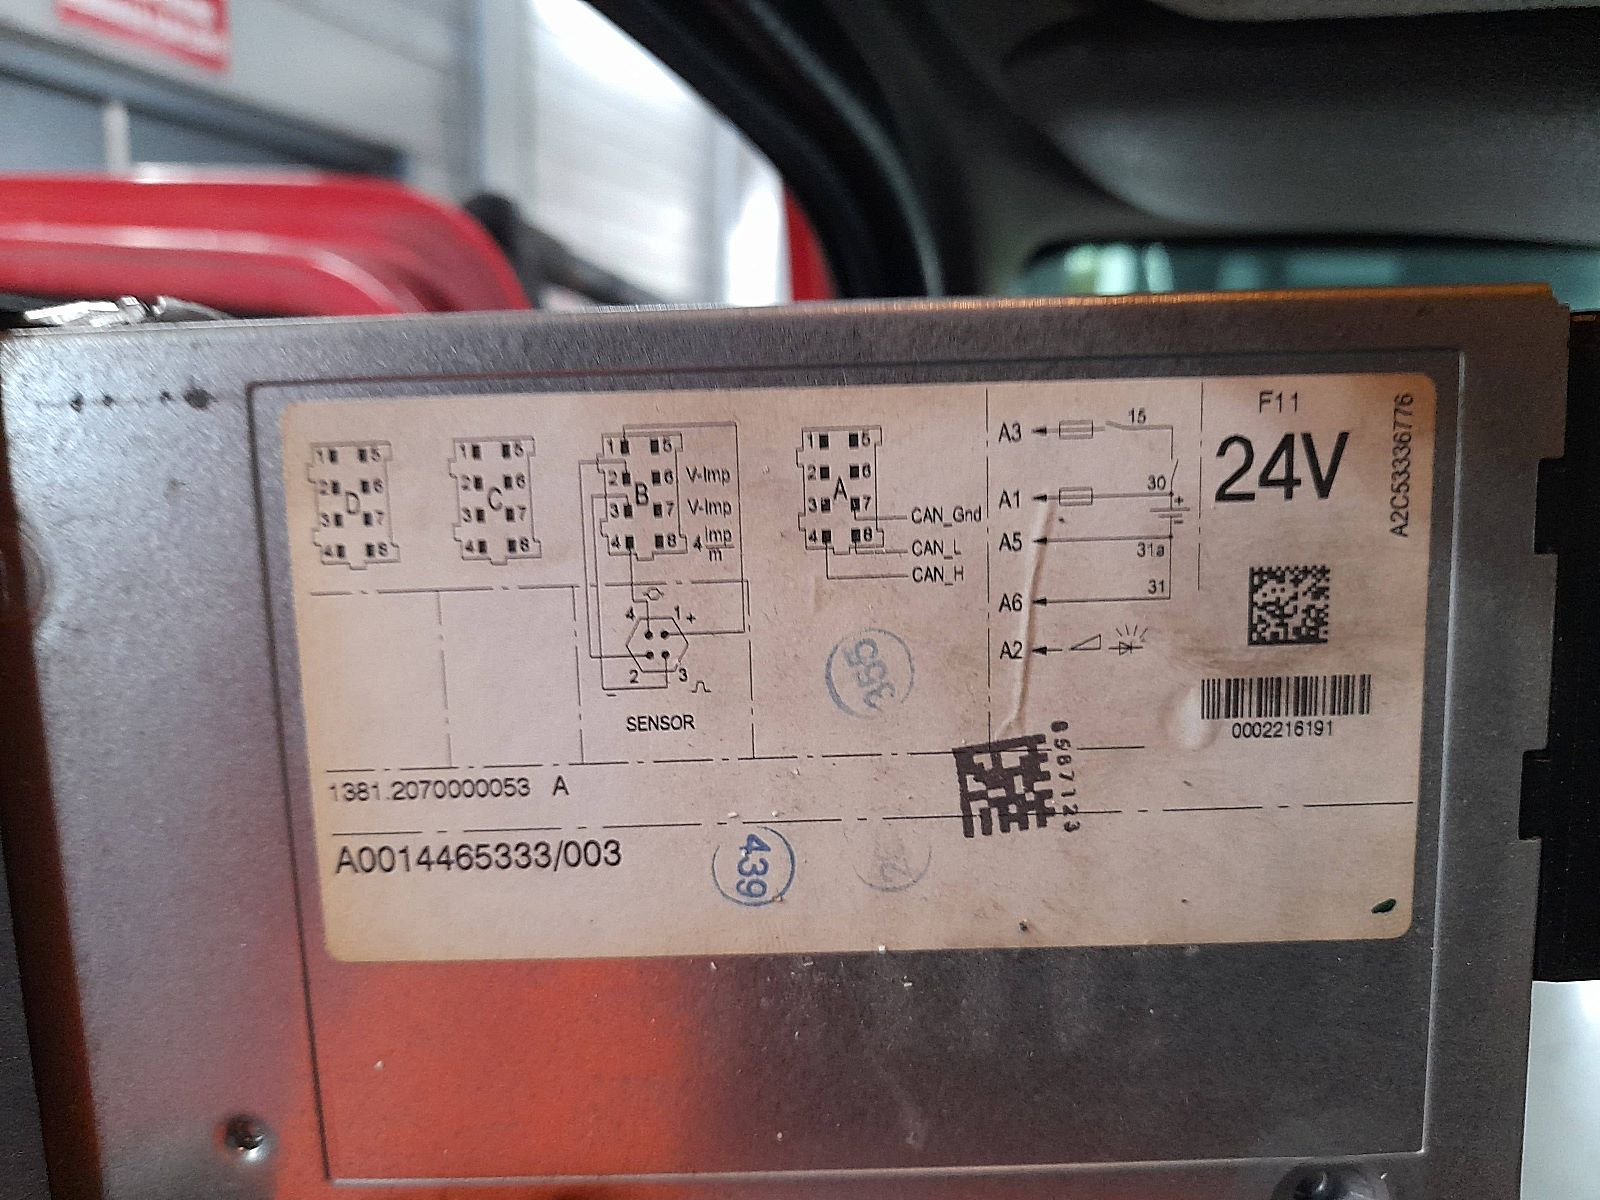 F11
24V
A2C53336776
A3
15
A1
30
+
A5
31a
A6
31
A2
1 5
2 6
D
3 7
4 8
1 5
2 6
C
3 7
4 8
1 5
2 6 V-Imp
B
3 7 V-Imp
4 8 4 Imp
m
1 5
2 6
A
3 7
4 8
CAN_Gnd
CAN_L
CAN_H
4 1 +
2 3
-
SENSOR
355
0002216191
8567123
1381.2070000053 A
A0014465333/003
439